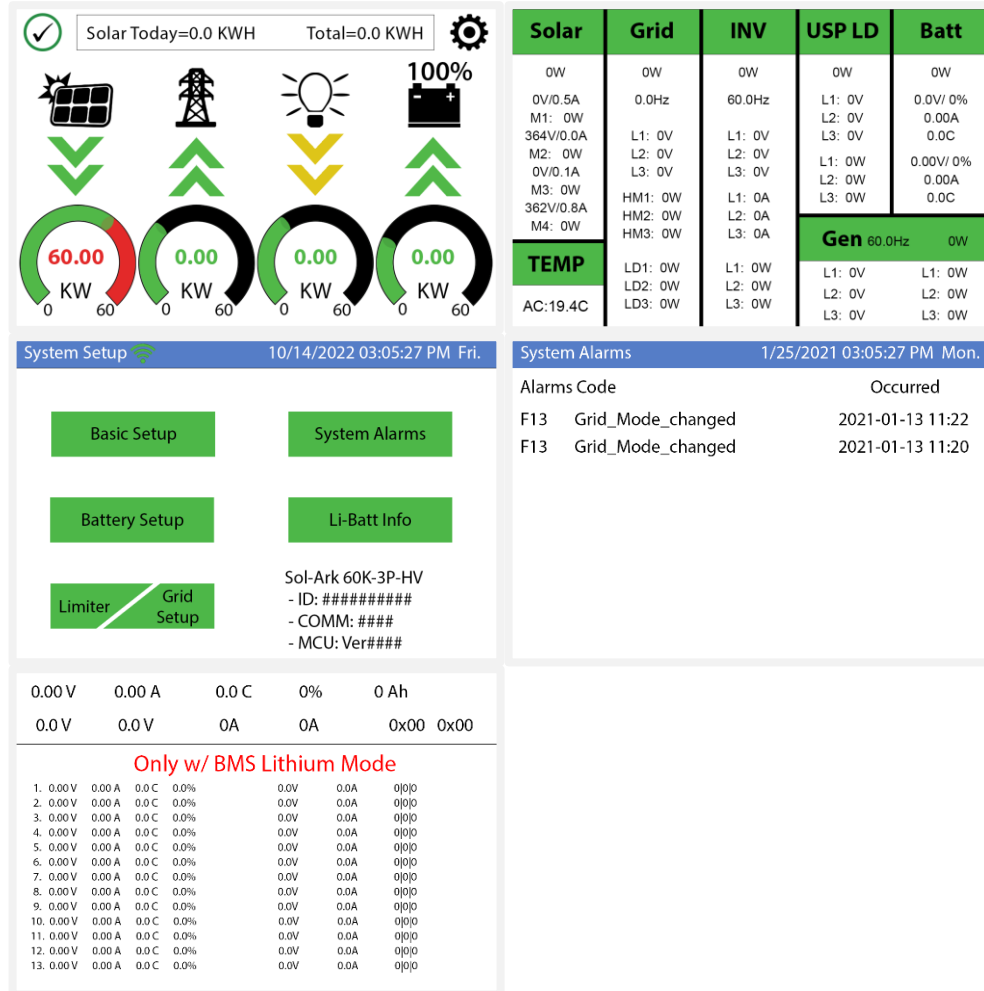 Solar Today=0.0 KWH Total=0.0 KWH
100%
60.00 0.00 0.00 0.00
KW KW KW KW
0 60 0 60 0 60 0 60
Solar Grid INV USP LD Batt
0W 0W 0W 0W 0W
0V/0.5A 0.0Hz 60.0Hz L1: 0V 0.0V/ 0%
M1: 0W L2: 0V 0.00A
364V/0.0A L1: 0V L1: 0V L3: 0V 0.0C
M2: 0W L2: 0V L2: 0V L1: 0W 0.00V/ 0%
0V/0.1A L3: 0V L3: 0V L2: 0W 0.00A
M3: 0W HM1: 0W L1: 0A L3: 0W 0.0C
362V/0.8A HM2: 0W L2: 0A
M4: 0W HM3: 0W L3: 0A Gen 60.0Hz 0W
TEMP LD1: 0W L1: 0W L1: 0V L1: 0W
LD2: 0W L2: 0W L2: 0V L2: 0W
AC:19.4C LD3: 0W L3: 0W L3: 0V L3: 0W
System Setup 10/14/2022 03:05:27 PM Fri.
Basic Setup System Alarms
Battery Setup Li-Batt Info
Limiter Grid Setup
Sol-Ark 60K-3P-HV
- ID: ##########
- COMM: ####
- MCU: Ver####
System Alarms 1/25/2021 03:05:27 PM Mon.
Alarms Code Occurred
F13 Grid_Mode_changed 2021-01-13 11:22
F13 Grid_Mode_changed 2021-01-13 11:20
0.00 V 0.00 A 0.0 C 0% 0 Ah
0.0 V 0.0 V 0A 0A 0x00 0x00
Only w/ BMS Lithium Mode
1. 0.00 V 0.00 A 0.0 C 0.0% 0.0V 0.0A 0|0|0
2. 0.00 V 0.00 A 0.0 C 0.0% 0.0V 0.0A 0|0|0
3. 0.00 V 0.00 A 0.0 C 0.0% 0.0V 0.0A 0|0|0
4. 0.00 V 0.00 A 0.0 C 0.0% 0.0V 0.0A 0|0|0
5. 0.00 V 0.00 A 0.0 C 0.0% 0.0V 0.0A 0|0|0
6. 0.00 V 0.00 A 0.0 C 0.0% 0.0V 0.0A 0|0|0
7. 0.00 V 0.00 A 0.0 C 0.0% 0.0V 0.0A 0|0|0
8. 0.00 V 0.00 A 0.0 C 0.0% 0.0V 0.0A 0|0|0
9. 0.00 V 0.00 A 0.0 C 0.0% 0.0V 0.0A 0|0|0
10. 0.00 V 0.00 A 0.0 C 0.0% 0.0V 0.0A 0|0|0
11. 0.00 V 0.00 A 0.0 C 0.0% 0.0V 0.0A 0|0|0
12. 0.00 V 0.00 A 0.0 C 0.0% 0.0V 0.0A 0|0|0
13. 0.00 V 0.00 A 0.0 C 0.0% 0.0V 0.0A 0|0|0